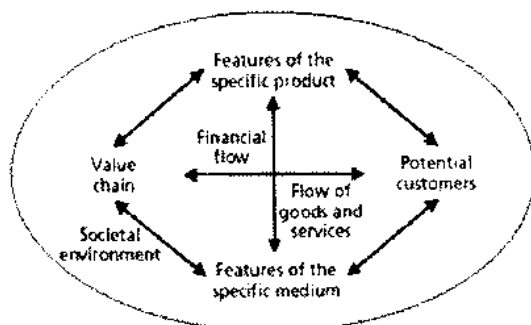 Features of the
specific product
Financial
flow
Value
chain
Potential
customers
Flow of
goods and
services
Societal
environment
Features of the
specific medium